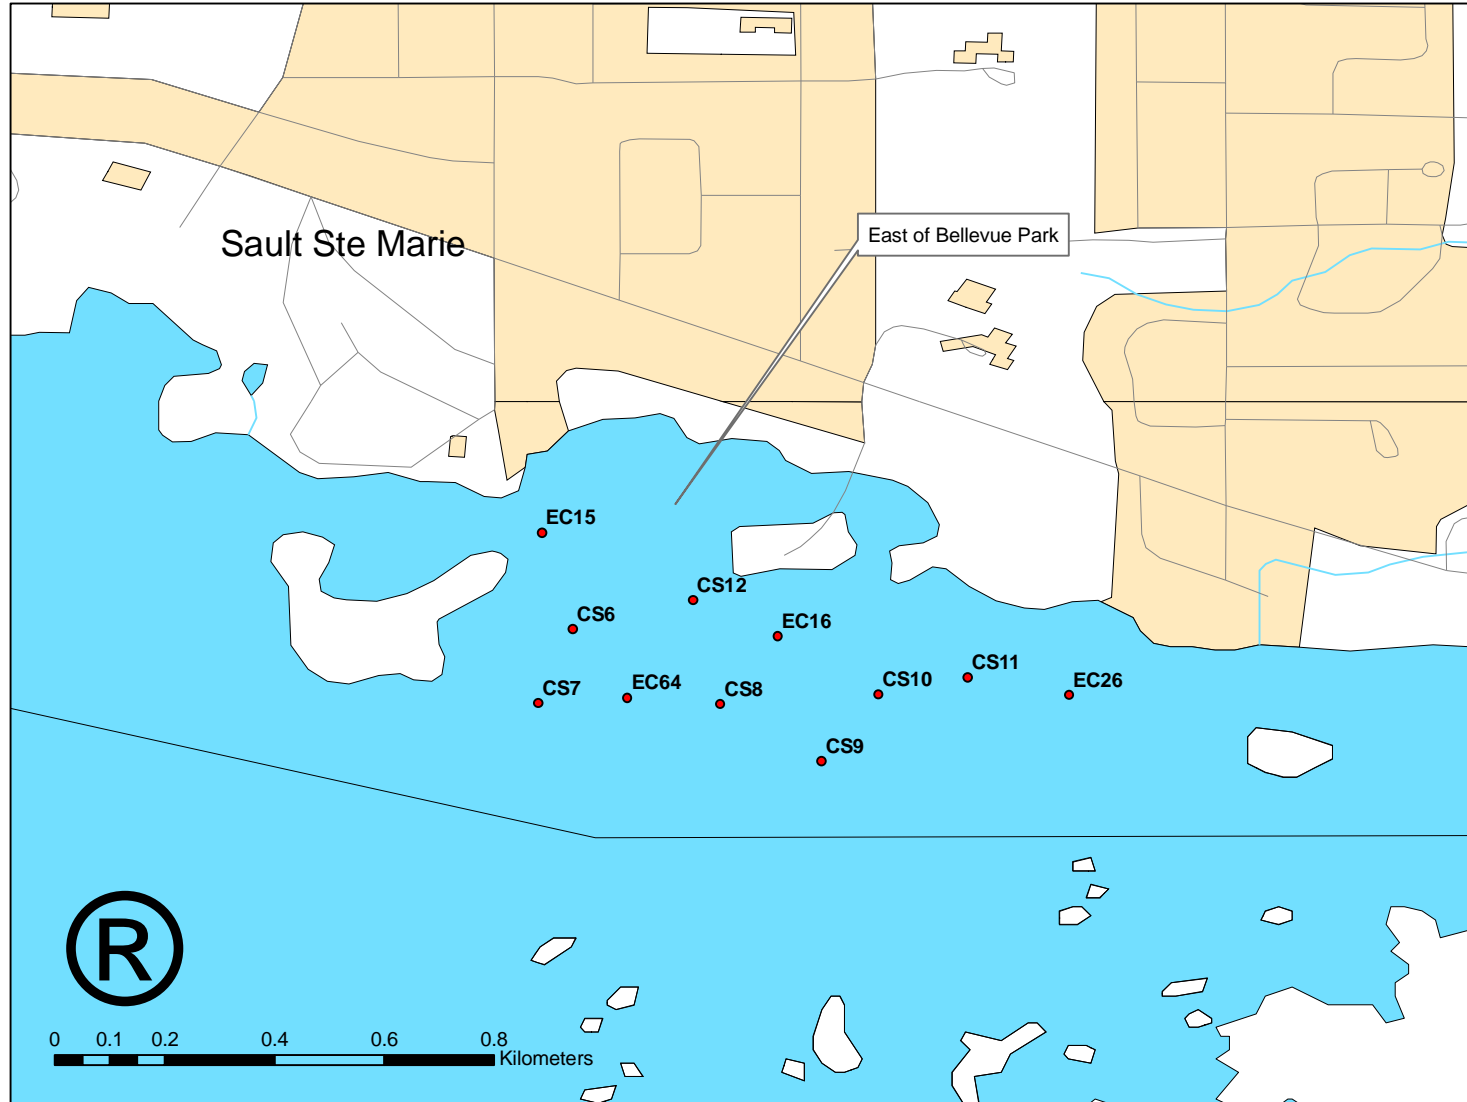 Sault Ste Marie
East of Bellevue Park
EC15
CS12
CS6
EC16
CS11
CS7
EC64
CS8
CS10
EC26
CS9
R
0 0.1 0.2 0.4 0.6 0.8
Kilometers